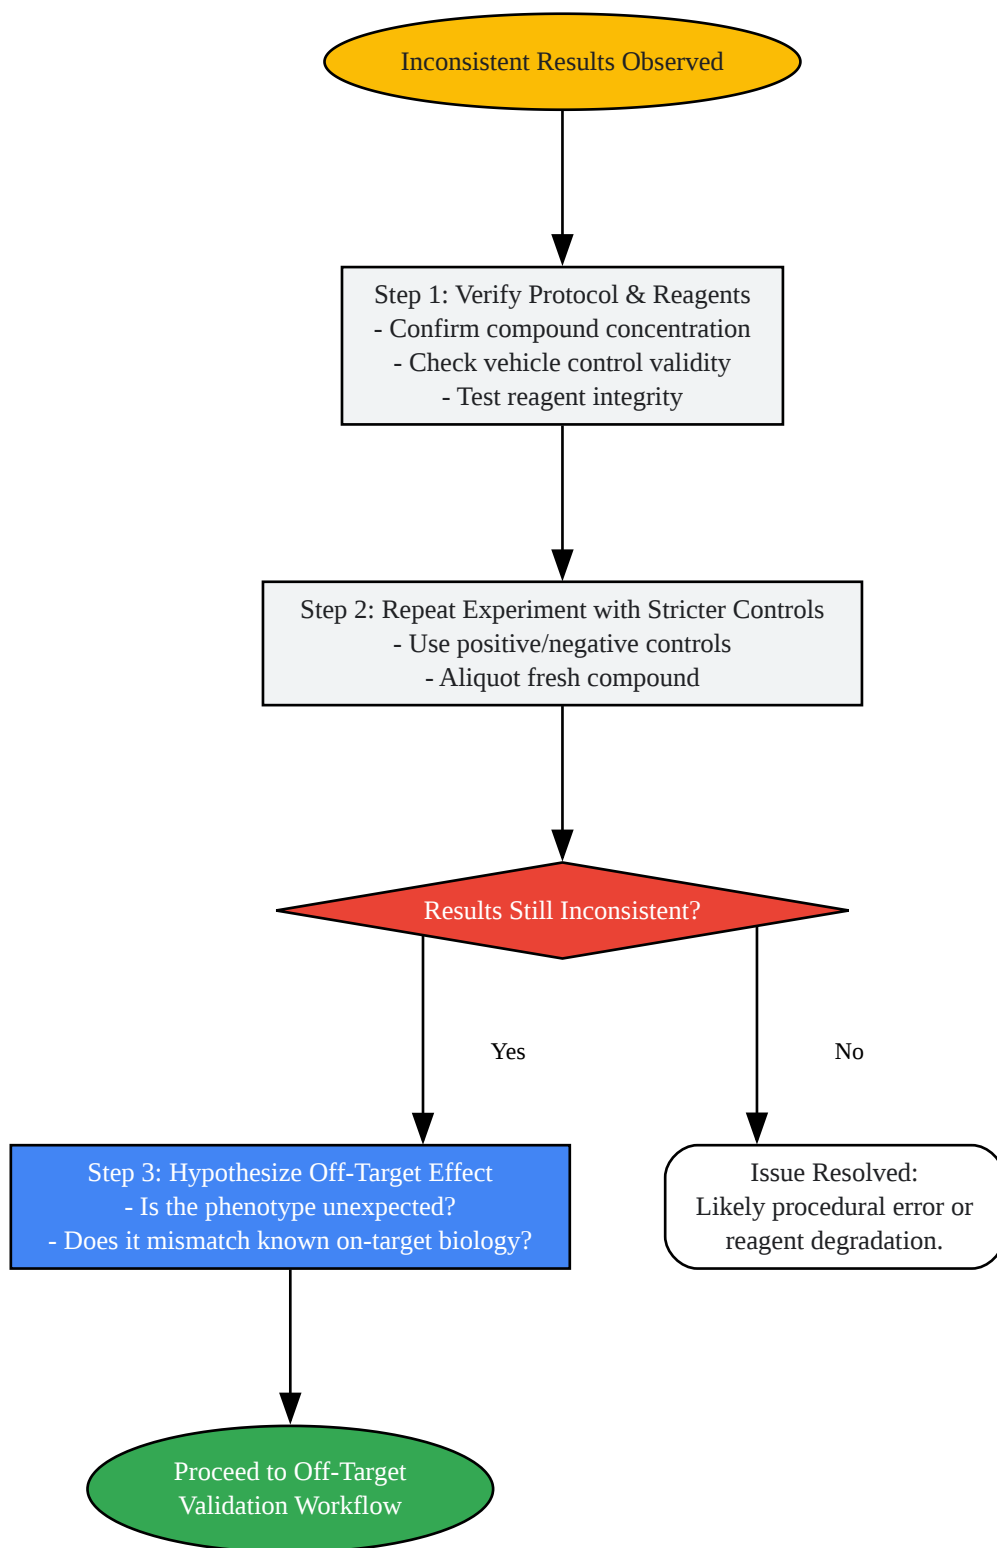 Inconsistent Results Observed
Step 1: Verify Protocol & Reagents
- Confirm compound concentration
- Check vehicle control validity
- Test reagent integrity
Step 2: Repeat Experiment with Stricter Controls
- Use positive/negative controls
- Aliquot fresh compound
Results Still Inconsistent?
Yes
No
Step 3: Hypothesize Off-Target Effect
- Is the phenotype unexpected?
- Does it mismatch known on-target biology?
Issue Resolved:
Likely procedural error or
reagent degradation.
Proceed to Off-Target
Validation Workflow